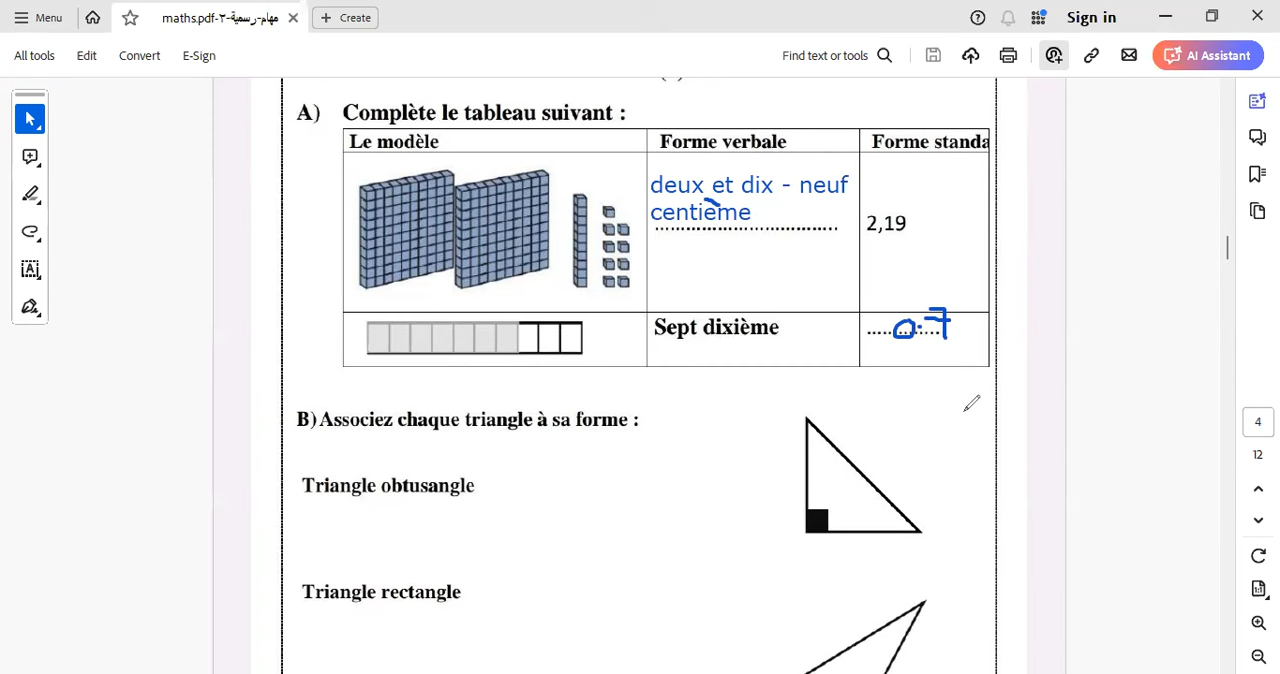 Menu
maths.pdf-٣-مهام-رسمية
Create
Sign in
All tools
Edit
Convert
E-Sign
Find text or tools
AI Assistant
A) Complète le tableau suivant :
Le modèle
Forme verbale
Forme standa
deux et dix - neuf
centième
2,19
Sept dixième
0.7
B) Associez chaque triangle à sa forme :
Triangle obtusangle
Triangle rectangle
4
12
1:1